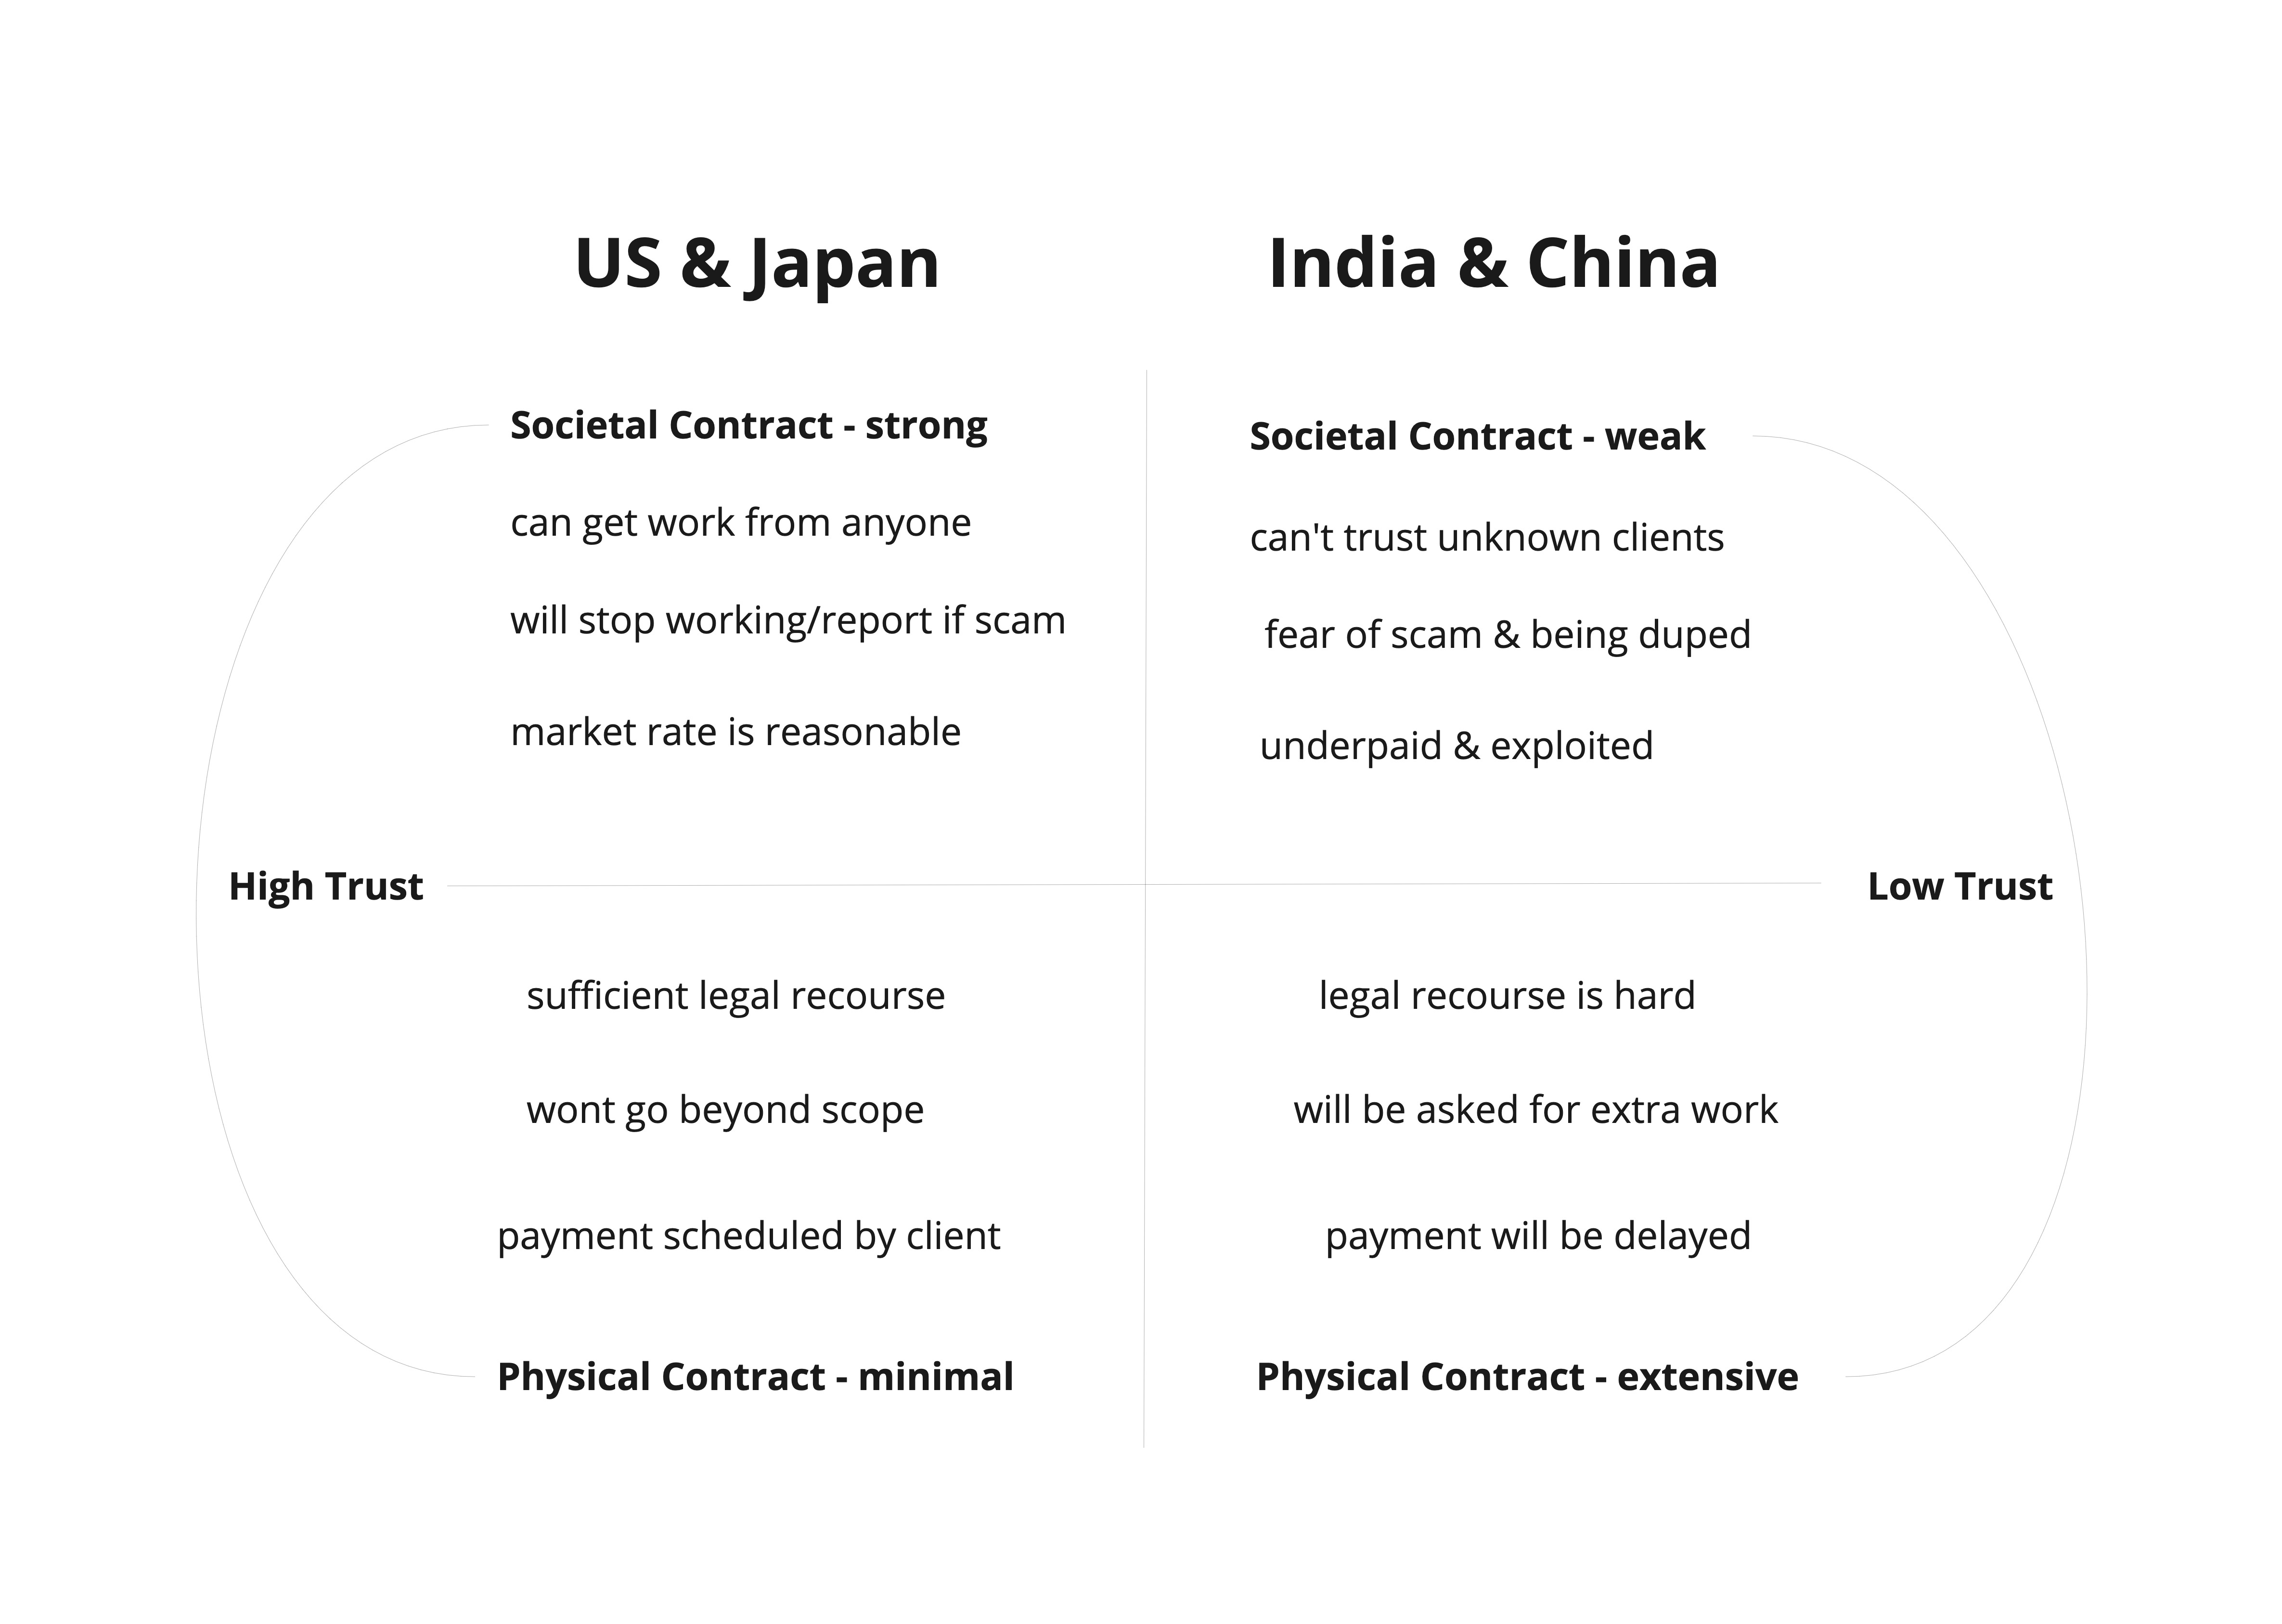 US & Japan
India & China
Societal Contract - strong
can get work from anyone
will stop working/report if scam
market rate is reasonable
Societal Contract - weak
can't trust unknown clients
fear of scam & being duped
underpaid & exploited
High Trust
Low Trust
sufficient legal recourse
wont go beyond scope
payment scheduled by client
Physical Contract - minimal
legal recourse is hard
will be asked for extra work
payment will be delayed
Physical Contract - extensive